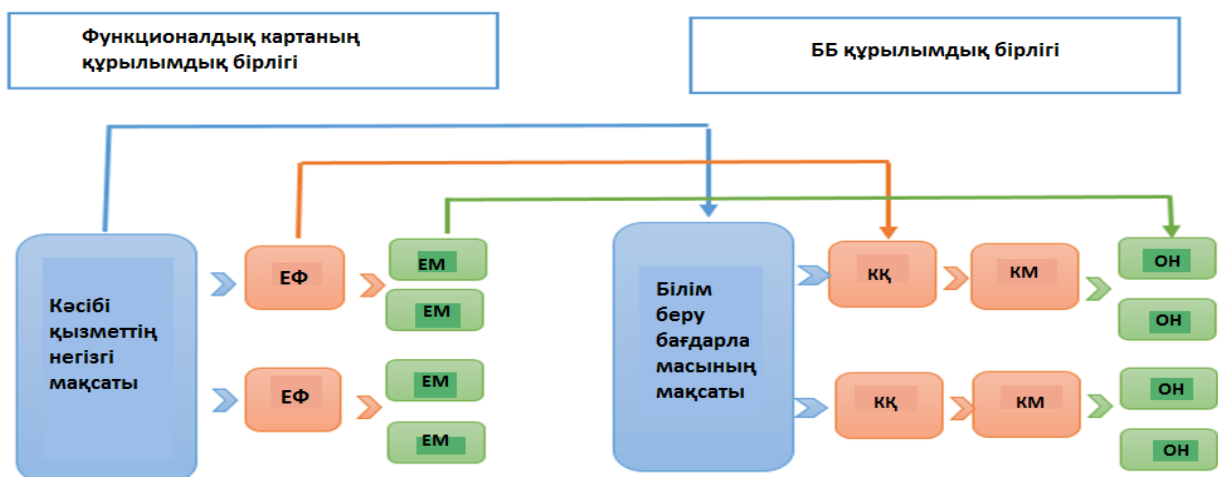 Функционалдық картаның
құрылымдық бірлігі
ББ құрылымдық бірлігі
Кәсібі
қызметтің
негізгі
мақсаты
ЕФ
ЕМ
ЕМ
ЕФ
ЕМ
ЕМ
Білім
беру
бағдарла
масының
мақсаты
КҚ
КМ
ОН
ОН
КҚ
КМ
ОН
ОН